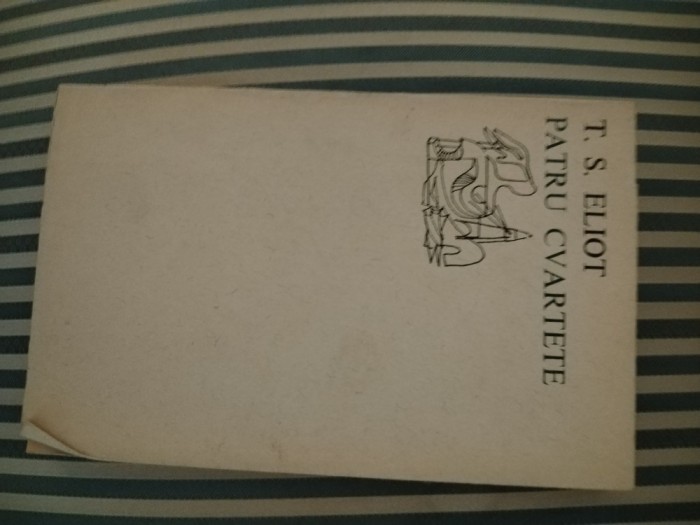 T. S. ELIOT
PATRU CVARTETE